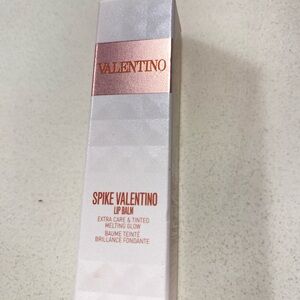 VALENTINO
SPIKE VALENTINO
LIP BALM
EXTRA CARE & TINTED
MELTING GLOW
BAUME TEINTÉ
BRILLANCE FONDANTE